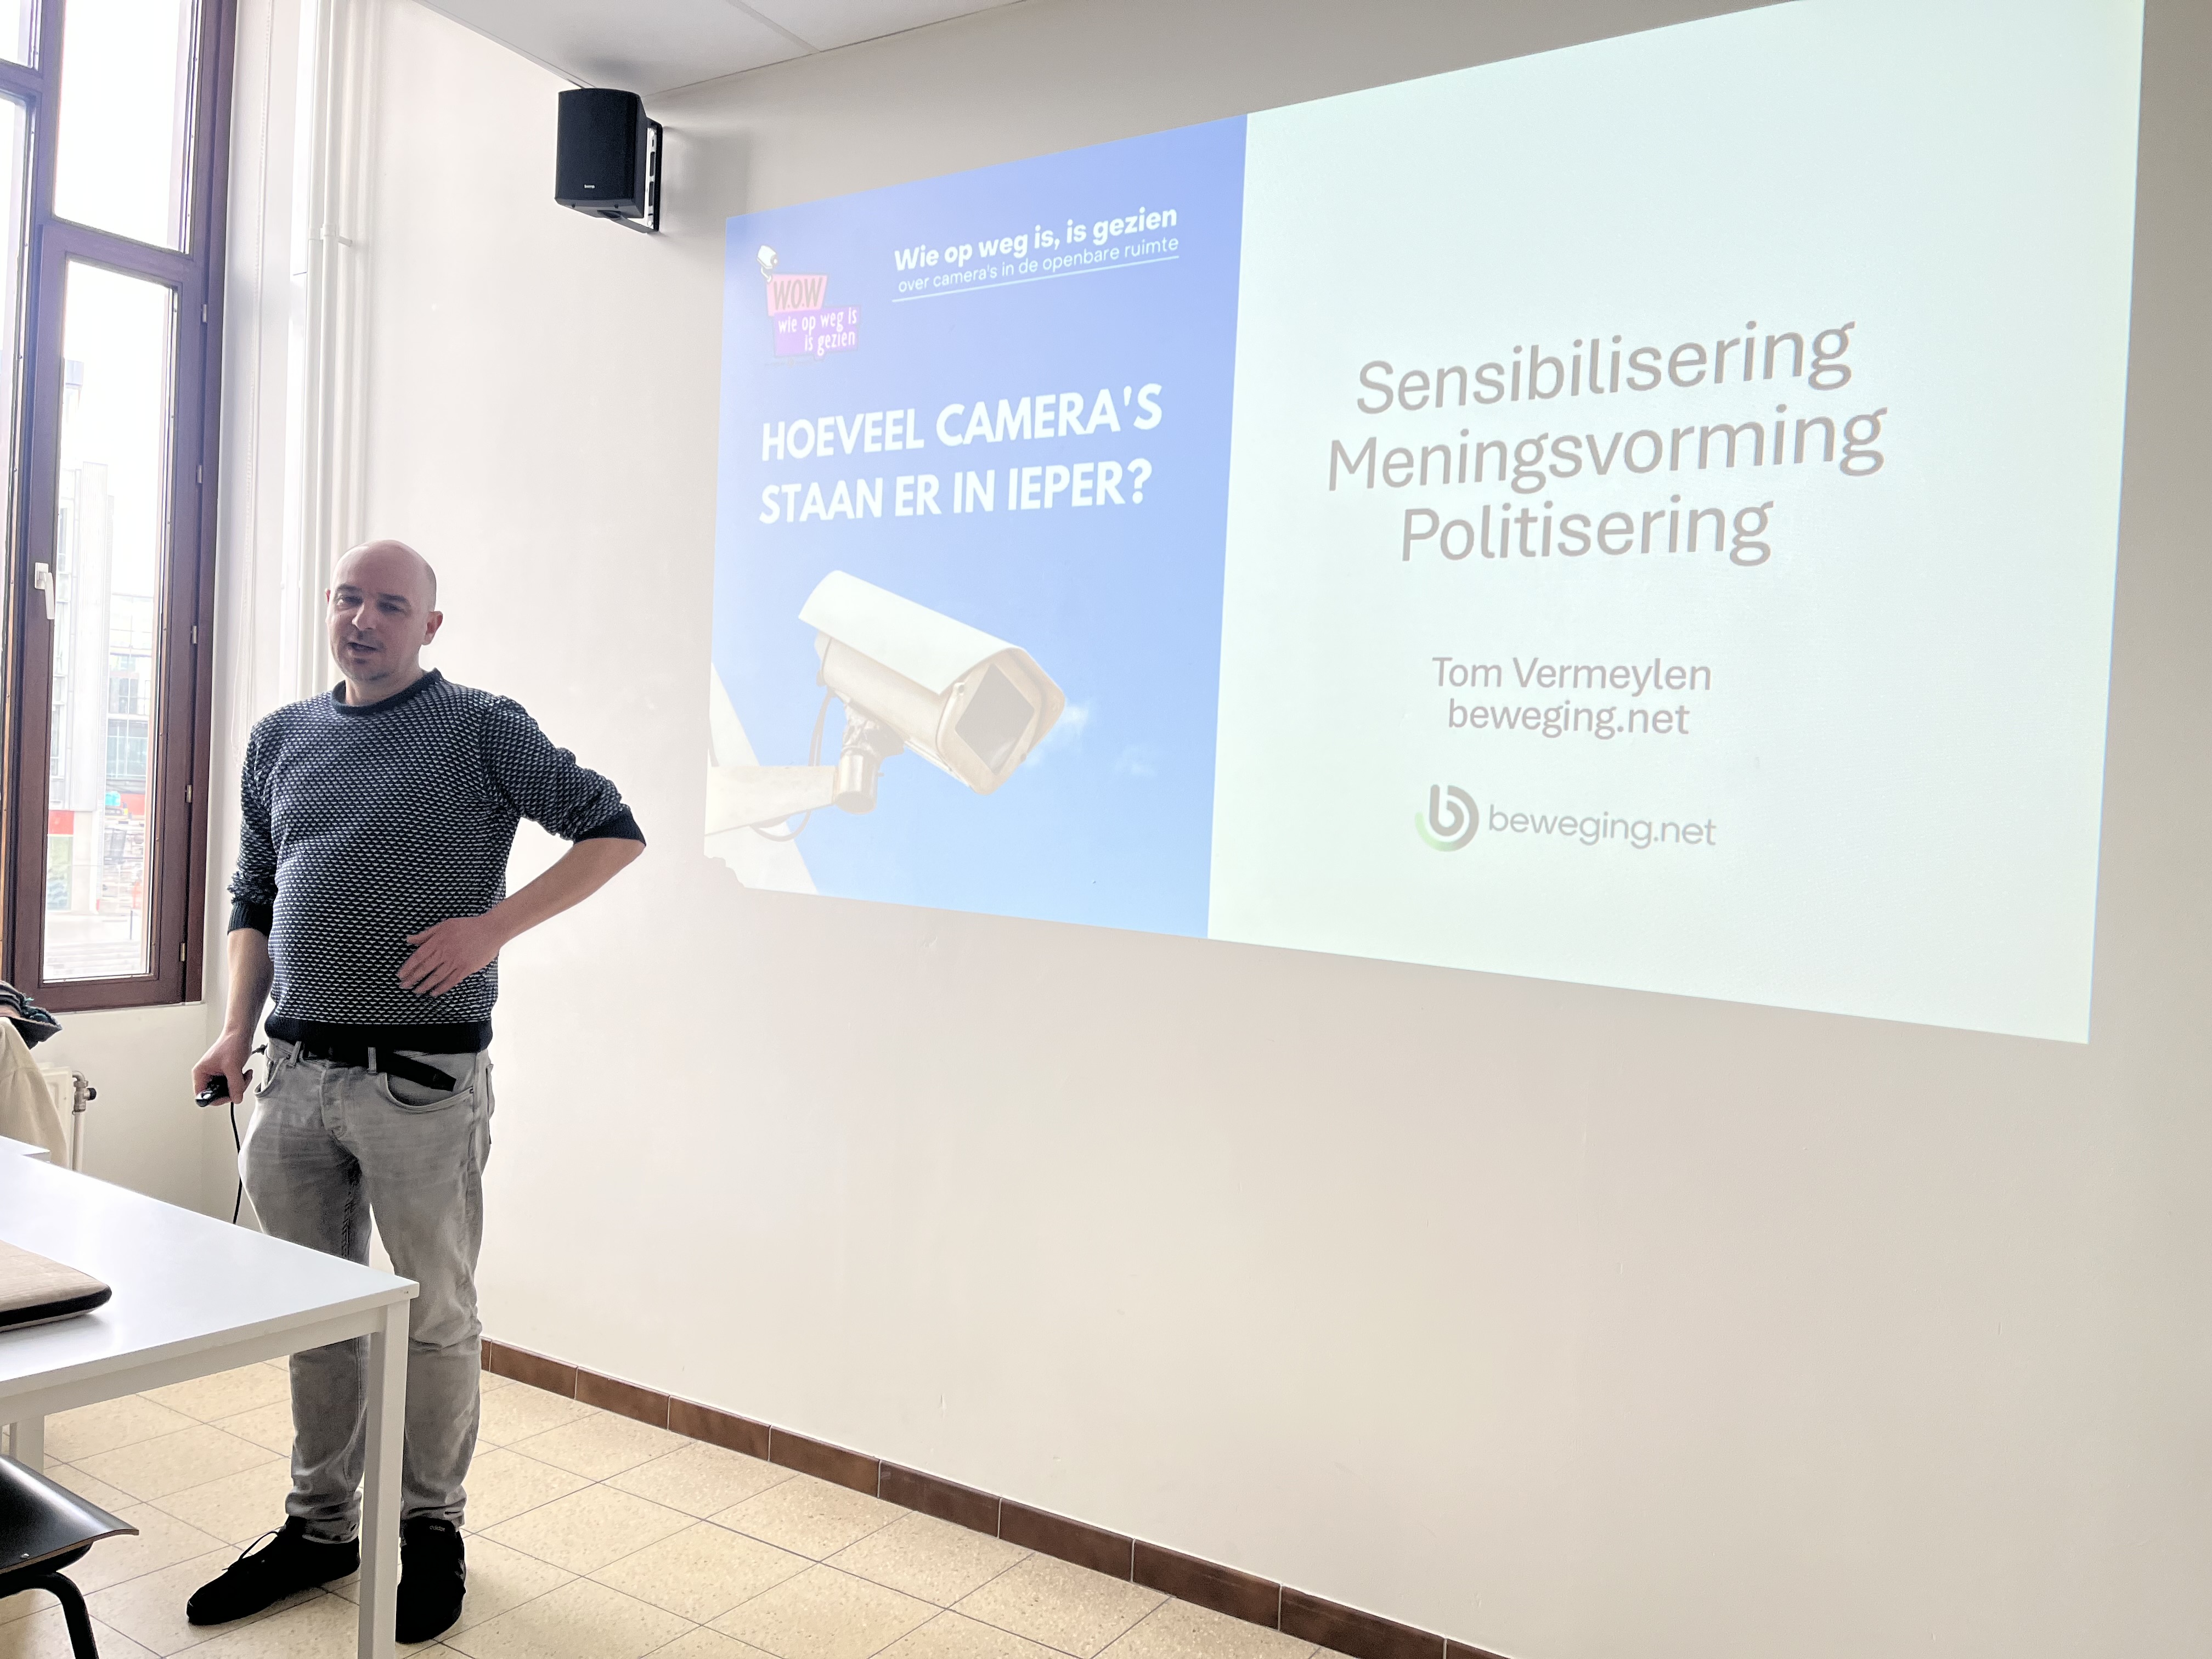 Wie op weg is, is gezien
over camera's in de openbare ruimte
W.O.W
wie op weg is
is gezien
HOEVEEL CAMERA'S
STAAN ER IN IEPER?
Sensibilisering
Meningsvorming
Politisering
Tom Vermeylen
beweging.net
beweging.net